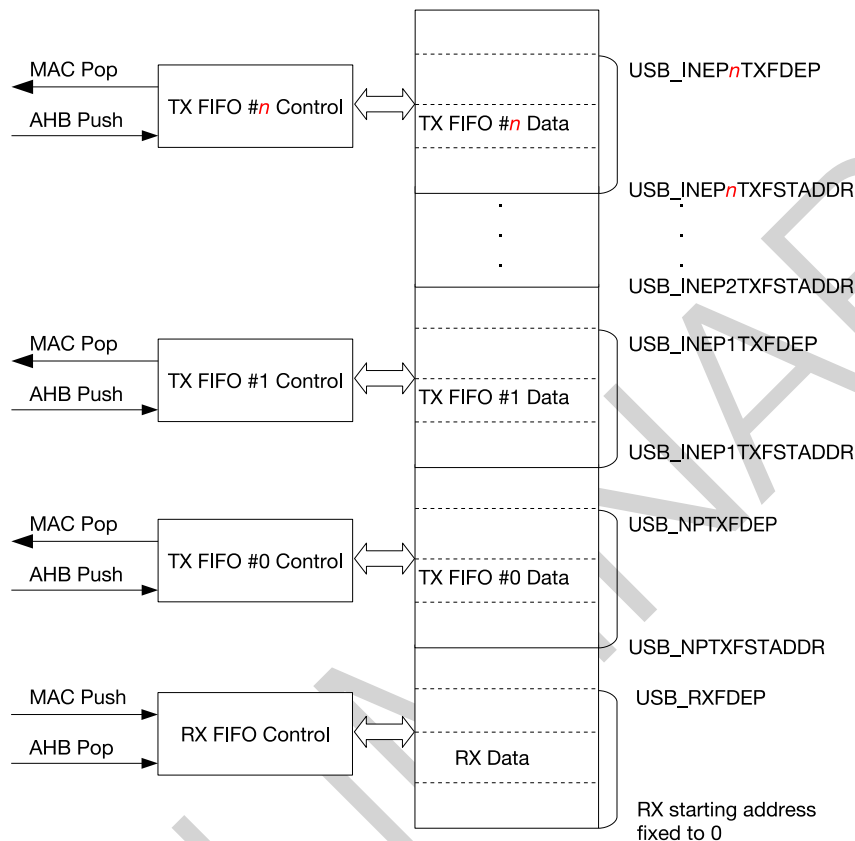 MAC Pop
AHB Push
TX FIFO #n Control
TX FIFO #n Data
USB_INEPnTXFDEP
USB_INEPnTXFSTADDR
.
.
.
.
.
.
USB_INEP2TXFSTADDR
MAC Pop
AHB Push
TX FIFO #1 Control
TX FIFO #1 Data
USB_INEP1TXFDEP
USB_INEP1TXFSTADDR
MAC Pop
AHB Push
TX FIFO #0 Control
TX FIFO #0 Data
USB_NPTXFDEP
USB_NPTXFSTADDR
MAC Push
AHB Pop
RX FIFO Control
RX Data
USB_RXFDEP
RX starting address
fixed to 0